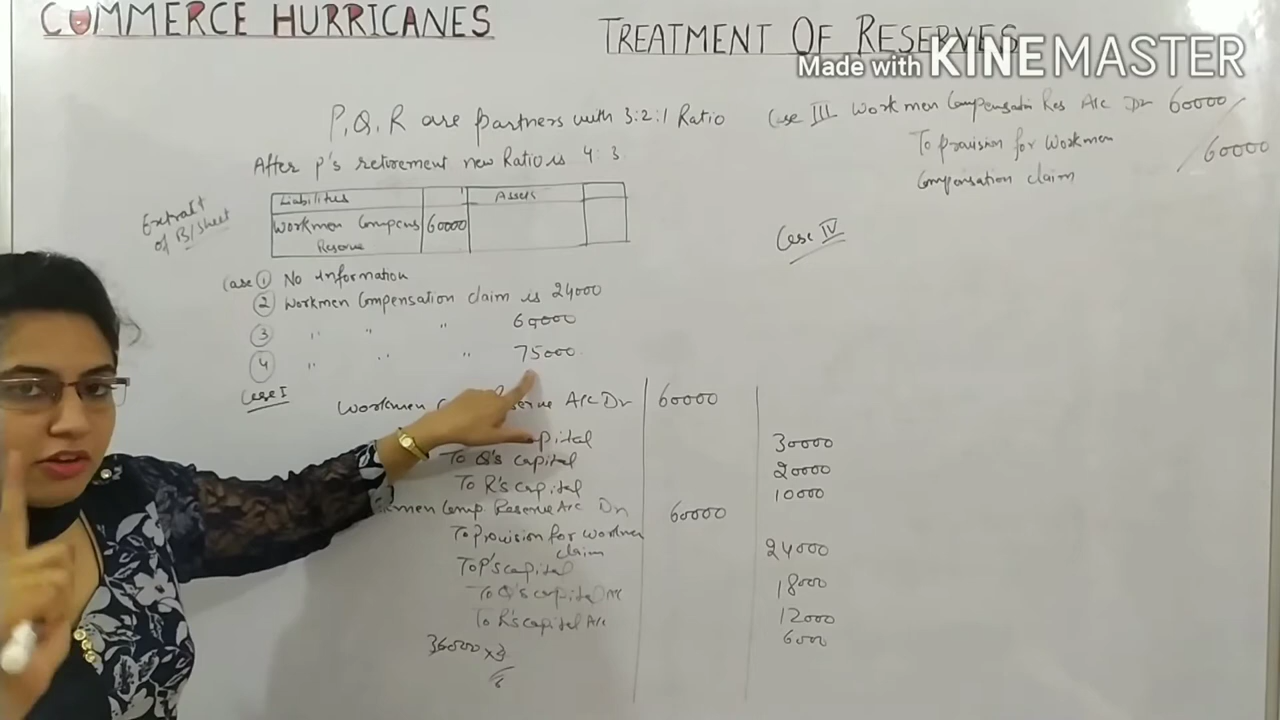 COMMERCE HURRICANES
TREATMENT OF RESERVES
Made with KINEMASTER
P, Q, R are partners with 3:2:1 Ratio
After P's retirement new Ratio is 4:3
Extract of B/Sheet
Liabilities Assets
Workmen Compens Reserve 60000
Case ① No information
② Workmen Compensation claim is 24000
③ " " " 60000
④ " " " 75000
Case I
Workmen Reserve A/c Dr 60000
capital 30000
To Q's capital 20000
To R's capital 10000
men Comp Reserve A/c Dr 60000
To Provision for Workmen claim 24000
To P's capital 18000
To Q's capital A/c 12000
To R's capital A/c 6000
36000 × 3/6
Case III Workmen Compensatn Res A/c Dr 60000
To provision for Workmen 60000
Compensation claim
Case IV